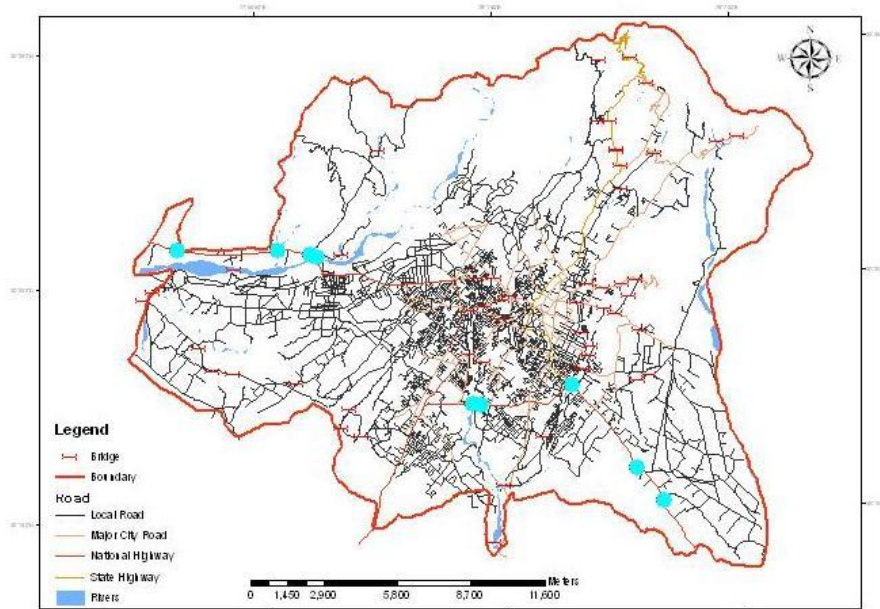 N
W E
S
Legend
Bridge
Boundary
Road
Local Road
Major City Road
National Highway
State Highway
Rivers
Meters
0 1,450 2,900 5,800 8,700 11,600